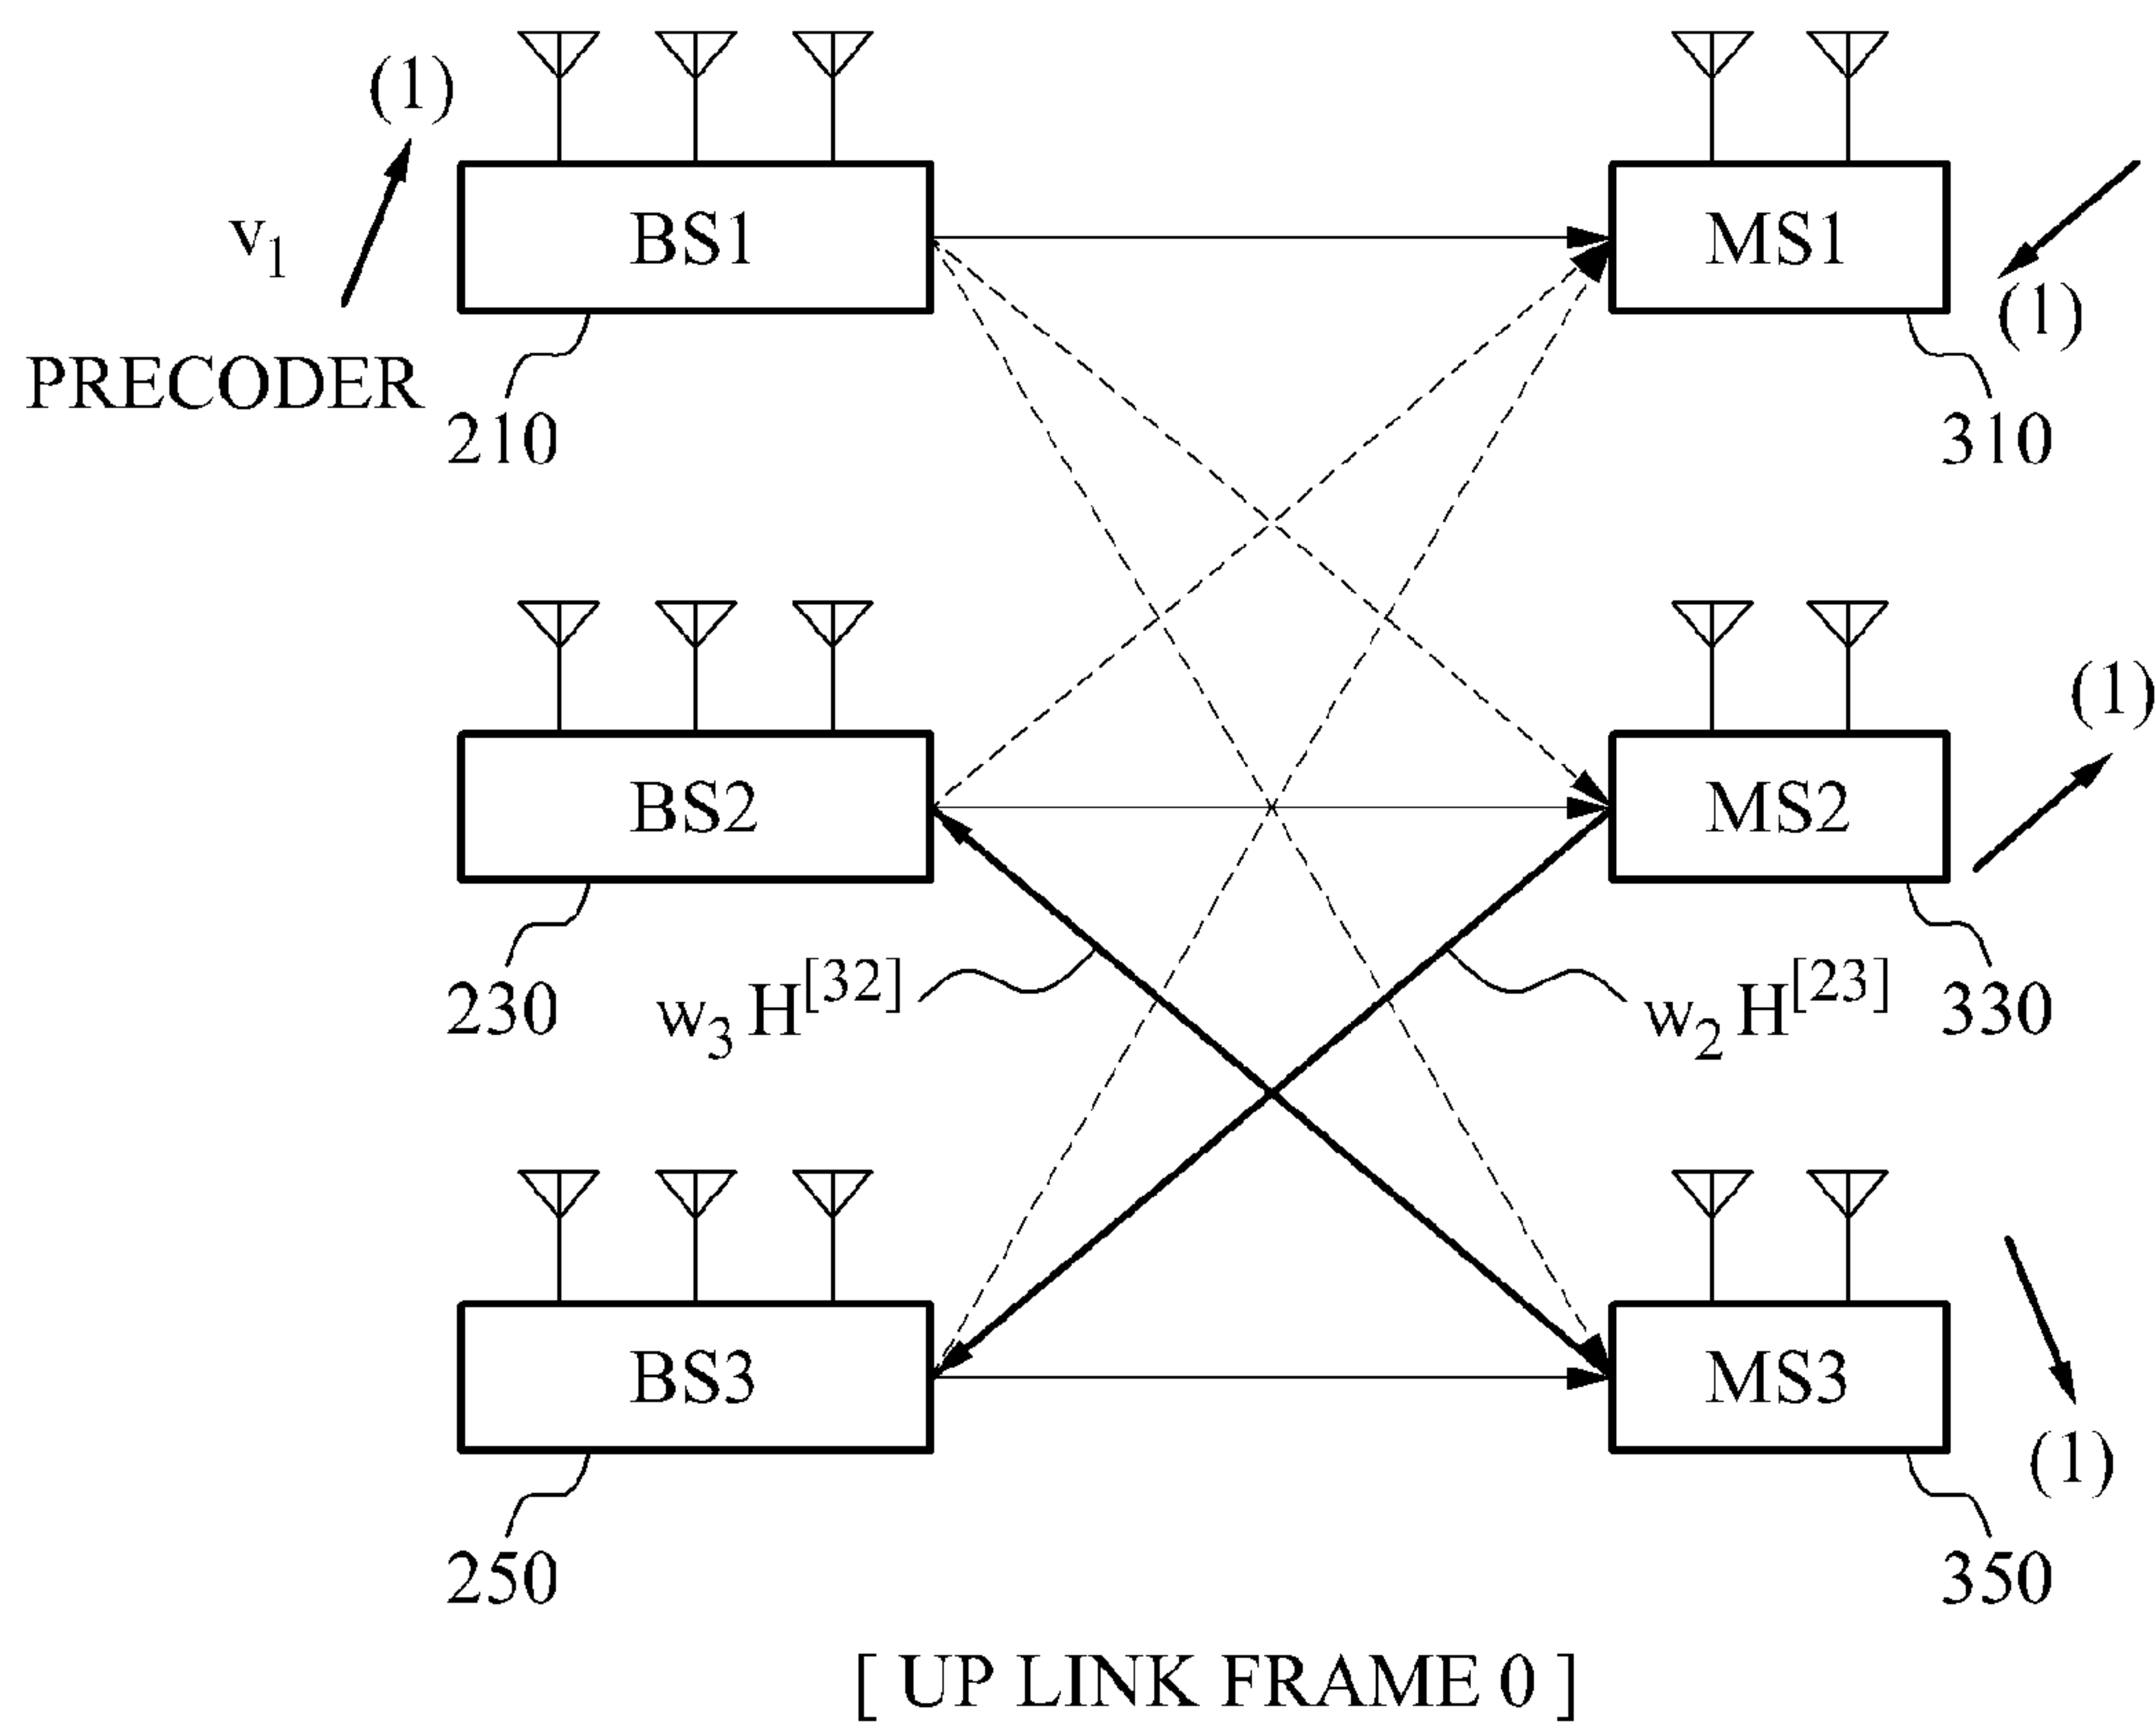 (1)
v1
BS1
MS1
(1)
PRECODER
210
310
(1)
BS2
MS2
230
w3 H[32]
w2 H[23]
330
BS3
MS3
(1)
250
350
[ UP LINK FRAME 0 ]